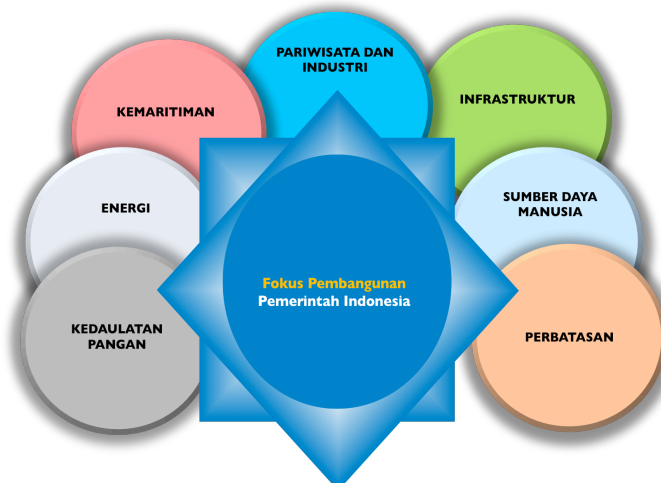 PARIWISATA DAN
INDUSTRI
KEMARITIMAN
INFRASTRUKTUR
ENERGI
SUMBER DAYA
MANUSIA
Fokus Pembangunan
Pemerintah Indonesia
KEDAULATAN
PANGAN
PERBATASAN